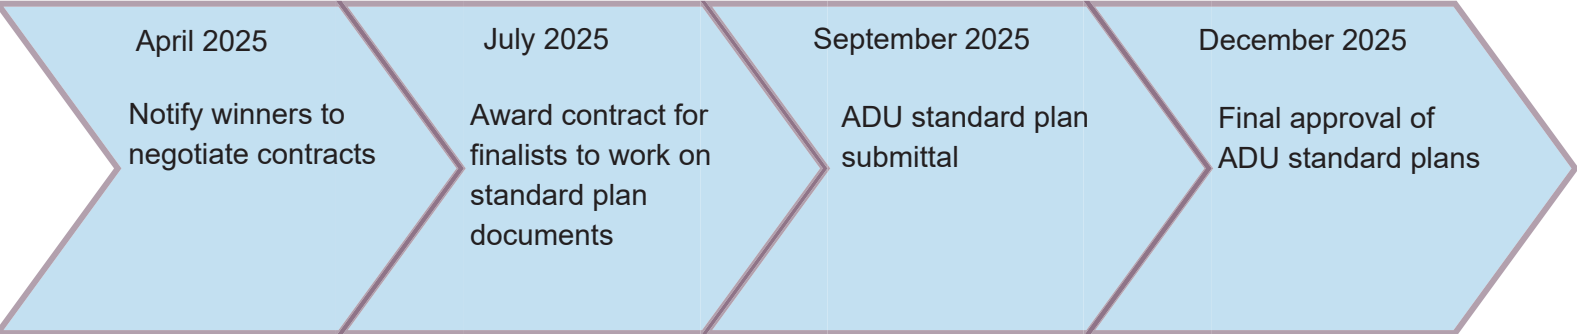 April 2025
Notify winners to
negotiate contracts
July 2025
Award contract for
finalists to work on
standard plan
documents
September 2025
ADU standard plan
submittal
December 2025
Final approval of
ADU standard plans